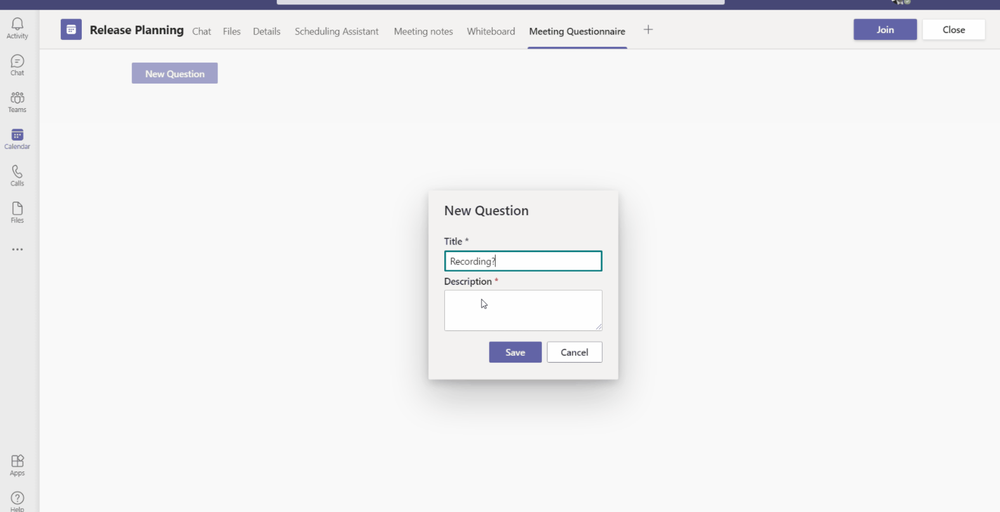 Activity
Chat
Teams
Calendar
Calls
Files
Apps
Help
Release Planning Chat Files Details Scheduling Assistant Meeting notes Whiteboard Meeting Questionnaire
Join Close
New Question
New Question
Title *
Recording?
Description *
Save Cancel